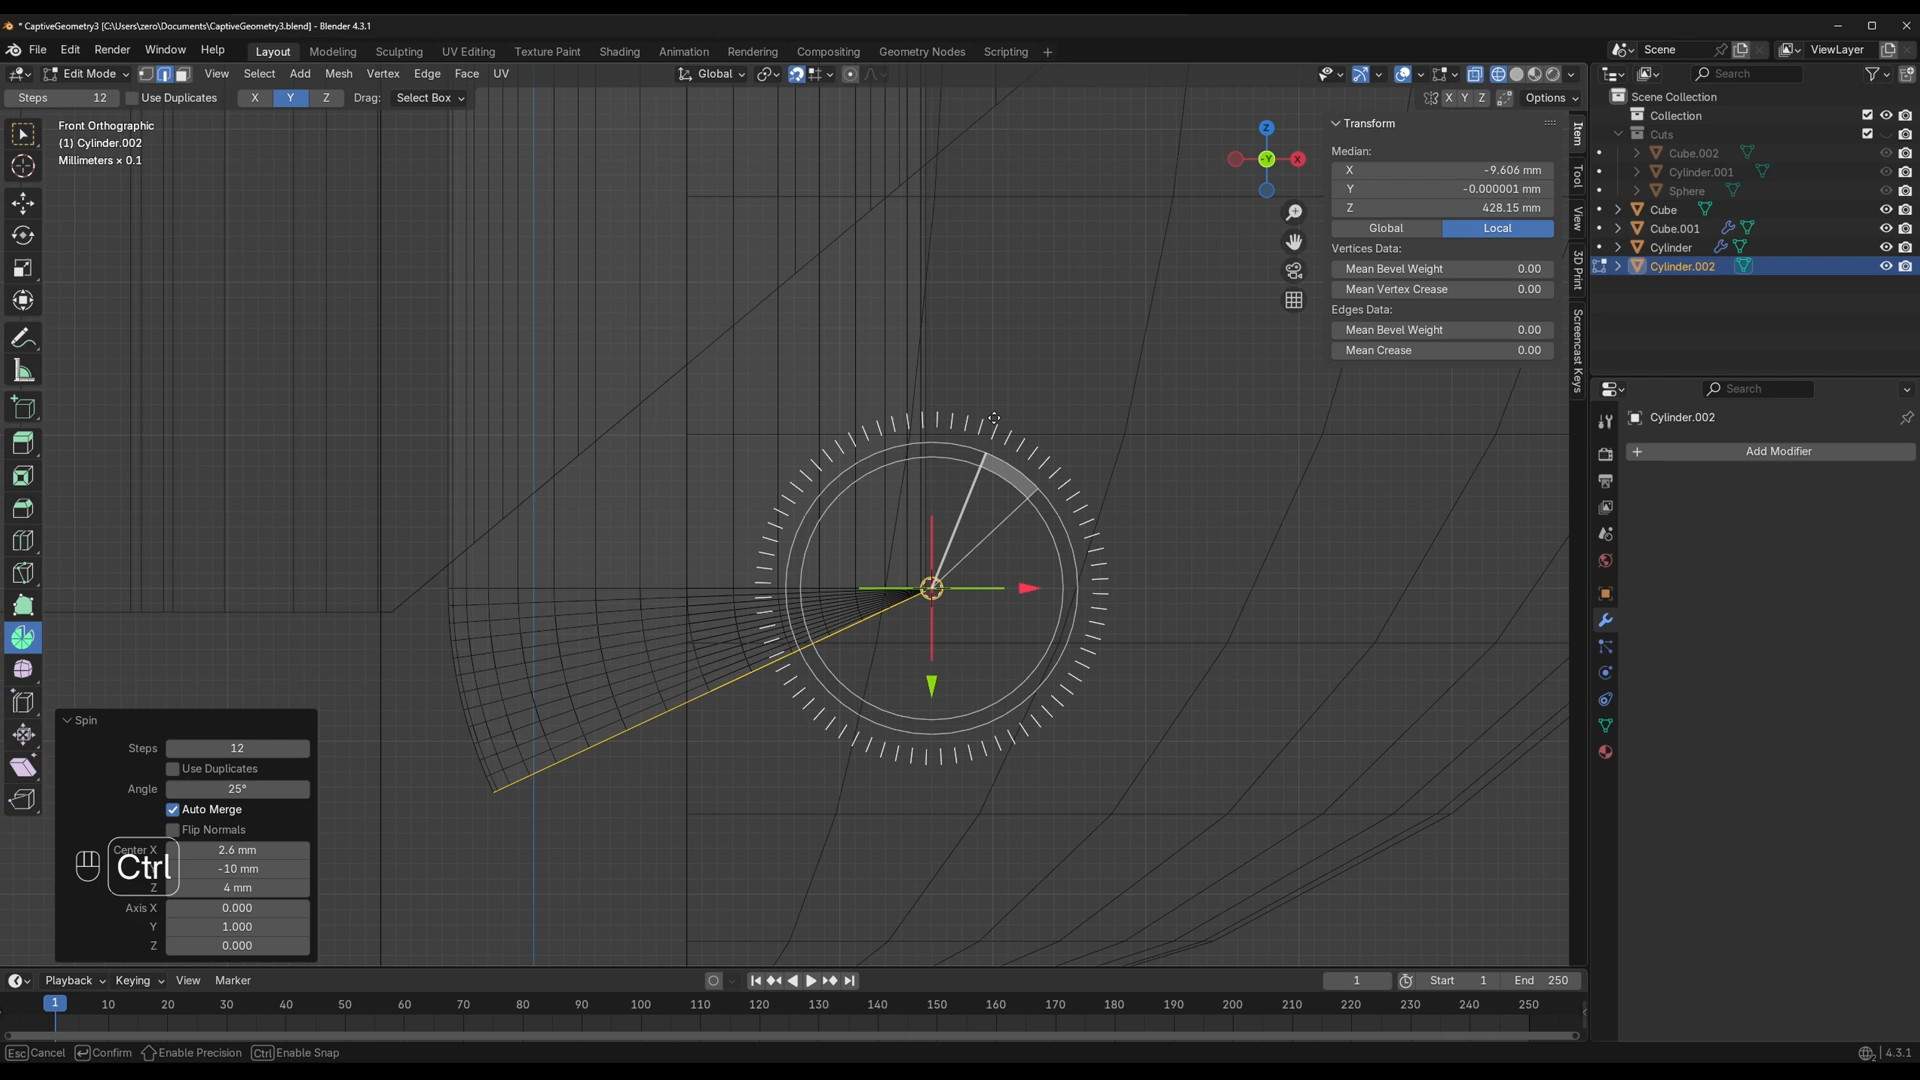 * CaptiveGeometry3 [C:\Users\zero\Documents\CaptiveGeometry3.blend] - Blender 4.3.1
File Edit Render Window Help Layout Modeling Sculpting UV Editing Texture Paint Shading Animation Rendering Compositing Geometry Nodes Scripting + Scene ViewLayer
Edit Mode View Select Add Mesh Vertex Edge Face UV Global Search
Steps 12 Use Duplicates X Y Z Drag: Select Box X Y Z Options
Scene Collection
Collection
Cuts
Cube.002
Cylinder.001
Sphere
Cube
Cube.001
Cylinder
Cylinder.002
Front Orthographic
(1) Cylinder.002
Millimeters × 0.1
Z
-Y
X
Transform
Median:
X -9.606 mm
Y -0.000001 mm
Z 428.15 mm
Global Local
Vertices Data:
Mean Bevel Weight 0.00
Mean Vertex Crease 0.00
Edges Data:
Mean Bevel Weight 0.00
Mean Crease 0.00
Item
Tool
View
3D Print
Screencast Keys
Search
Cylinder.002
+ Add Modifier
Spin
Steps 12
Use Duplicates
Angle 25°
Auto Merge
Flip Normals
Center X 2.6 mm
-10 mm
Z 4 mm
Ctrl
Axis X 0.000
Y 1.000
Z 0.000
Playback Keying View Marker 1 Start 1 End 250
1 10 20 30 40 50 60 70 80 90 100 110 120 130 140 150 160 170 180 190 200 210 220 230 240 250
Esc Cancel Confirm Enable Precision Ctrl Enable Snap 4.3.1